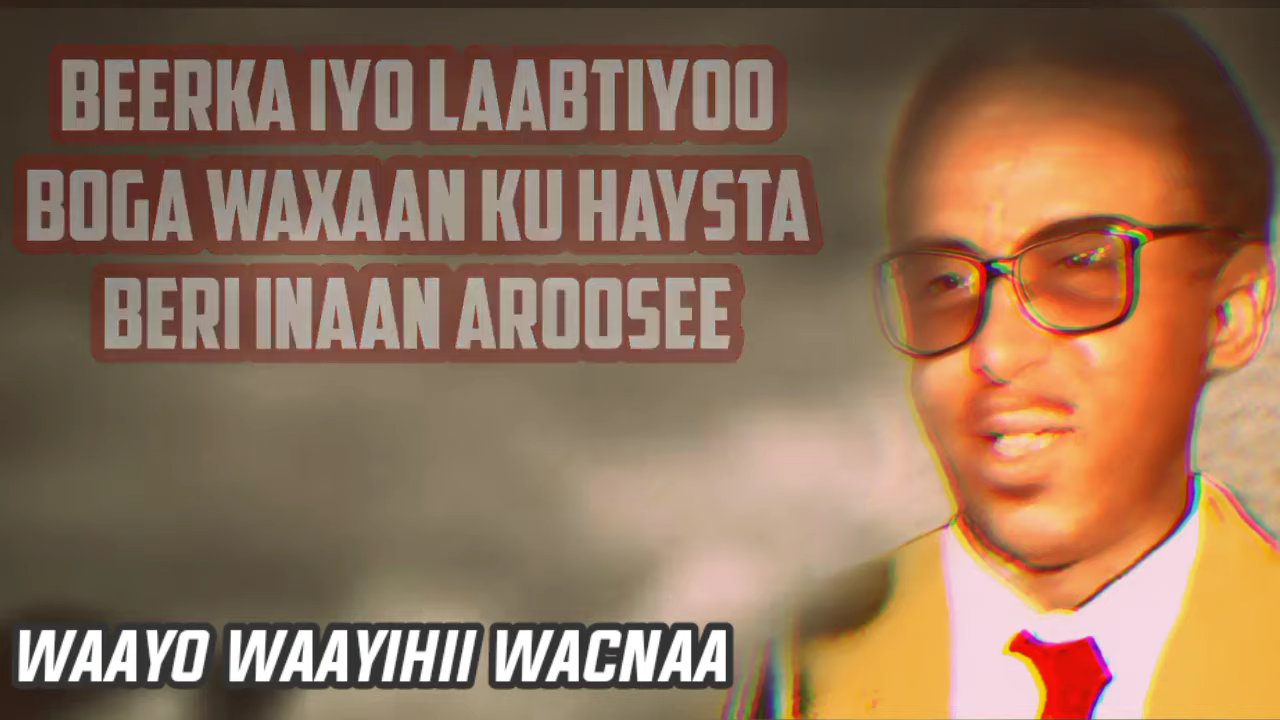 BEERKA IYO LAABTIYOO
BOGA WAXAAN KU HAYSTA
BERI INAAN AROOSEE
WAAYO WAAYIHII WACNAA